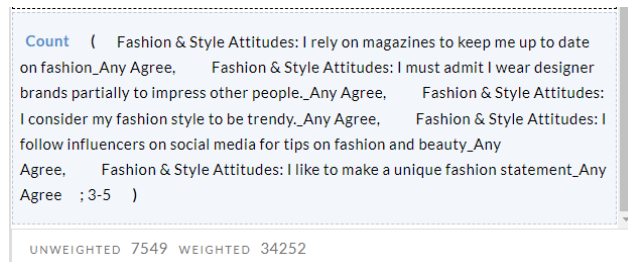 Count ( Fashion & Style Attitudes: I rely on magazines to keep me up to date
on fashion_Any Agree, Fashion & Style Attitudes: I must admit I wear designer
brands partially to impress other people._Any Agree, Fashion & Style Attitudes:
I consider my fashion style to be trendy._Any Agree, Fashion & Style Attitudes: I
follow influencers on social media for tips on fashion and beauty_Any
Agree, Fashion & Style Attitudes: I like to make a unique fashion statement_Any
Agree ; 3-5 )
UNWEIGHTED 7549 WEIGHTED 34252